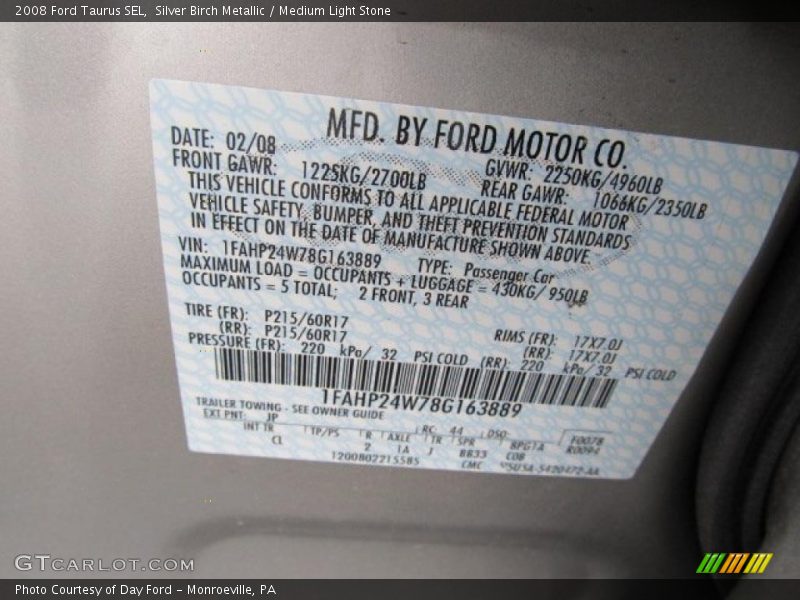 2008 Ford Taurus SEL,  Silver Birch Metallic / Medium Light Stone
MFD. BY FORD MOTOR CO.
DATE: 02/08
GVWR: 2250KG/4960LB
FRONT GAWR: 1225KG/2700LB
REAR GAWR: 1066KG/2350LB
THIS VEHICLE CONFORMS TO ALL APPLICABLE FEDERAL MOTOR
VEHICLE SAFETY, BUMPER, AND THEFT PREVENTION STANDARDS
IN EFFECT ON THE DATE OF MANUFACTURE SHOWN ABOVE.
VIN: 1FAHP24W78G163889
TYPE: Passenger Car
MAXIMUM LOAD = OCCUPANTS + LUGGAGE = 430KG/ 950LB
OCCUPANTS = 5 TOTAL; 2 FRONT, 3 REAR
TIRE (FR): P215/60R17 RIMS (FR): 17X7.0J
(RR): P215/60R17 (RR): 17X7.0J
PRESSURE (FR): 220 kPa/ 32 PSI COLD (RR): 220 kPa/ 32 PSI COLD
1FAHP24W78G163889
TRAILER TOWING - SEE OWNER GUIDE
EXT PNT: JP RC: 44 DSO: F0078
INT TR TP/PS R AXLE TR SPR RPGTA R0094
CL 2 1A J BB33 COB
1200802215585 CMC
GTCARLOT.COM
Photo Courtesy of Day Ford – Monroeville, PA